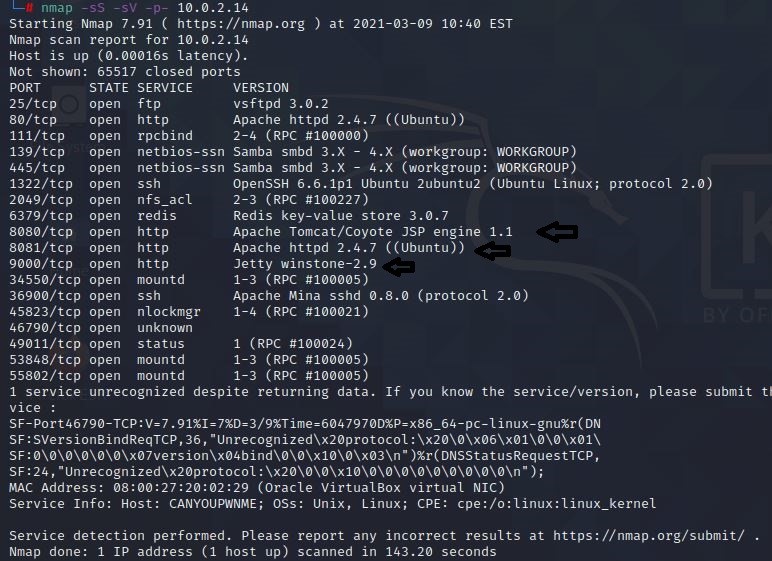 └─# nmap -sS -sV -p- 10.0.2.14
Starting Nmap 7.91 ( https://nmap.org ) at 2021-03-09 10:40 EST
Nmap scan report for 10.0.2.14
Host is up (0.00016s latency).
Not shown: 65517 closed ports
PORT      STATE SERVICE     VERSION
25/tcp    open  ftp         vsftpd 3.0.2
80/tcp    open  http        Apache httpd 2.4.7 ((Ubuntu))
111/tcp   open  rpcbind     2-4 (RPC #100000)
139/tcp   open  netbios-ssn Samba smbd 3.X - 4.X (workgroup: WORKGROUP)
445/tcp   open  netbios-ssn Samba smbd 3.X - 4.X (workgroup: WORKGROUP)
1322/tcp  open  ssh         OpenSSH 6.6.1p1 Ubuntu 2ubuntu2 (Ubuntu Linux; protocol 2.0)
2049/tcp  open  nfs_acl     2-3 (RPC #100227)
6379/tcp  open  redis       Redis key-value store 3.0.7
8080/tcp  open  http        Apache Tomcat/Coyote JSP engine 1.1
8081/tcp  open  http        Apache httpd 2.4.7 ((Ubuntu))
9000/tcp  open  http        Jetty winstone-2.9
34550/tcp open  mountd      1-3 (RPC #100005)
36900/tcp open  ssh         Apache Mina sshd 0.8.0 (protocol 2.0)
45823/tcp open  nlockmgr    1-4 (RPC #100021)
46790/tcp open  unknown
49011/tcp open  status      1 (RPC #100024)
53848/tcp open  mountd      1-3 (RPC #100005)
55802/tcp open  mountd      1-3 (RPC #100005)
1 service unrecognized despite returning data. If you know the service/version, please submit th
vice :
SF-Port46790-TCP:V=7.91%I=7%D=3/9%Time=6047970D%P=x86_64-pc-linux-gnu%r(DN
SF:SVersionBindReqTCP,36,"Unrecognized\x20protocol:\x20\0\x06\x01\0\0\x01\
SF:0\0\0\0\0\0\x07version\x04bind\0\0\x10\0\x03\n")%r(DNSStatusRequestTCP,
SF:24,"Unrecognized\x20protocol:\x20\0\0\x10\0\0\0\0\0\0\0\0\0\n");
MAC Address: 08:00:27:20:02:29 (Oracle VirtualBox virtual NIC)
Service Info: Host: CANYOUPWNME; OSs: Unix, Linux; CPE: cpe:/o:linux:linux_kernel

Service detection performed. Please report any incorrect results at https://nmap.org/submit/ .
Nmap done: 1 IP address (1 host up) scanned in 143.20 seconds
BY OF